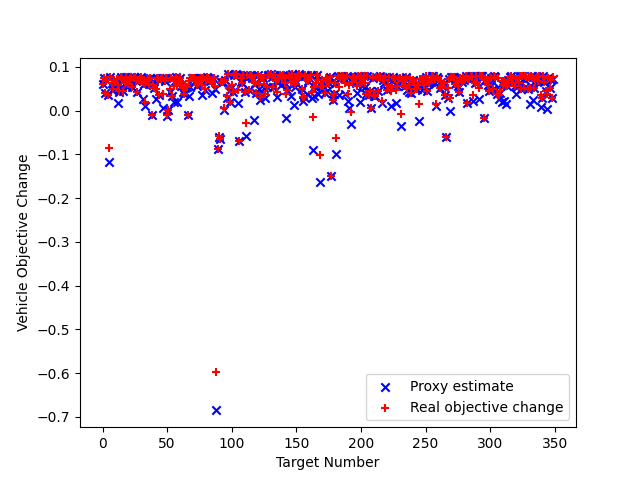 0.1
0.0
−0.1
−0.2
−0.3
−0.4
−0.5
−0.6
−0.7
Vehicle Objective Change
Proxy estimate
Real objective change
0 50 100 150 200 250 300 350
Target Number